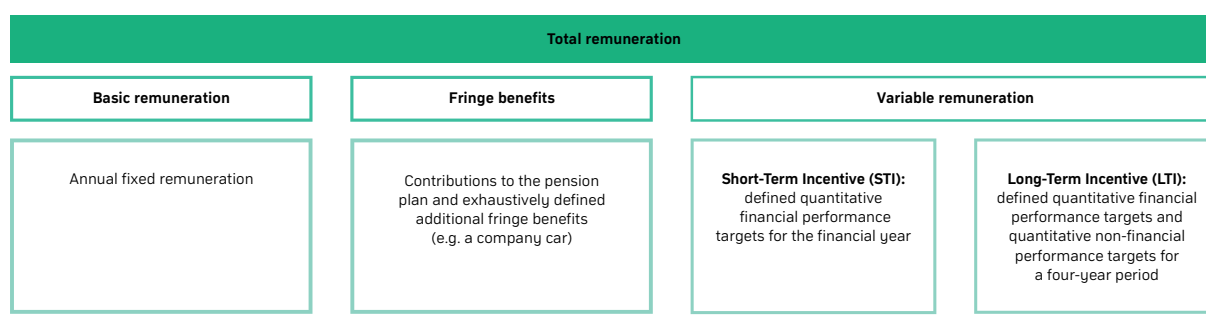 Total remuneration
Basic remuneration
Fringe benefits
Variable remuneration
Annual fixed remuneration
Contributions to the pension
plan and exhaustively defined
additional fringe benefits
(e.g. a company car)
Short-Term Incentive (STI):
defined quantitative
financial performance
targets for the financial year
Long-Term Incentive (LTI):
defined quantitative financial
performance targets and
quantitative non-financial
performance targets for
a four-year period